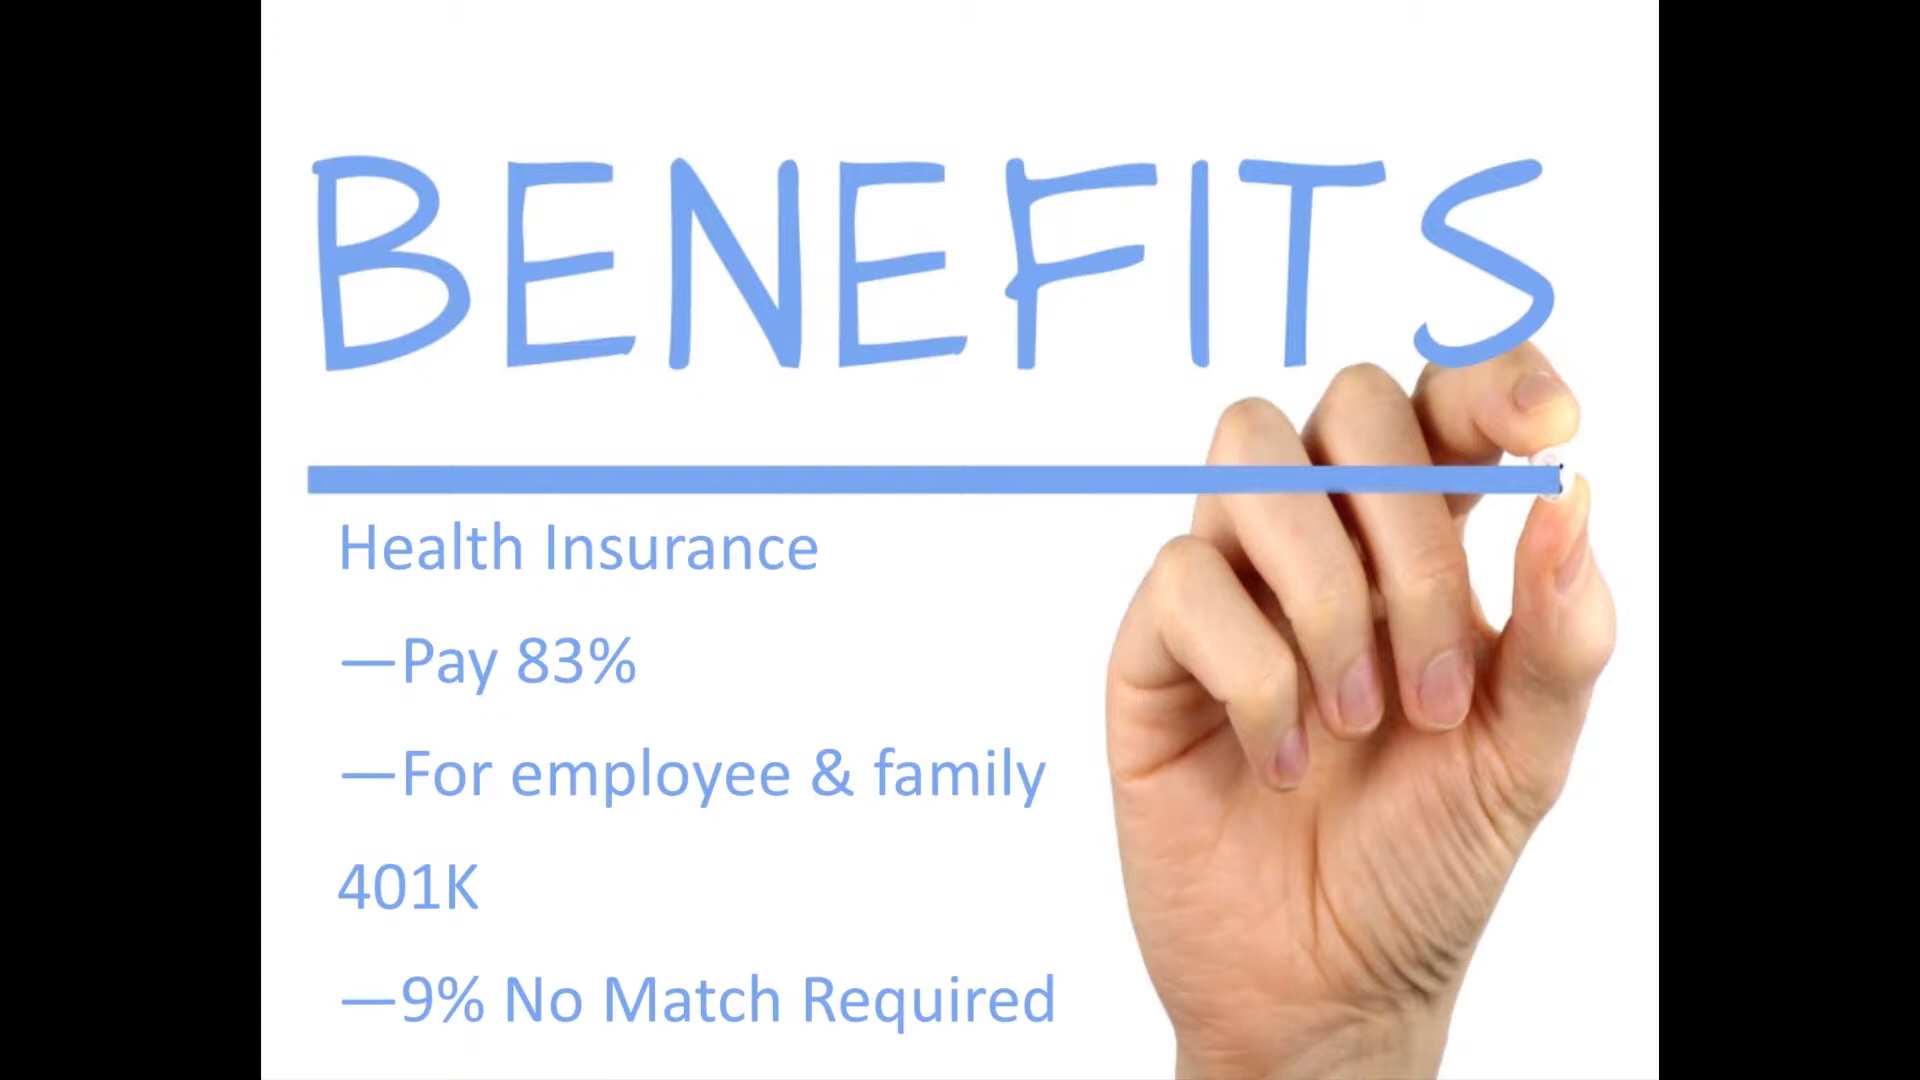 BENEFITS
Health Insurance
—Pay 83%
—For employee & family
401K
—9% No Match Required